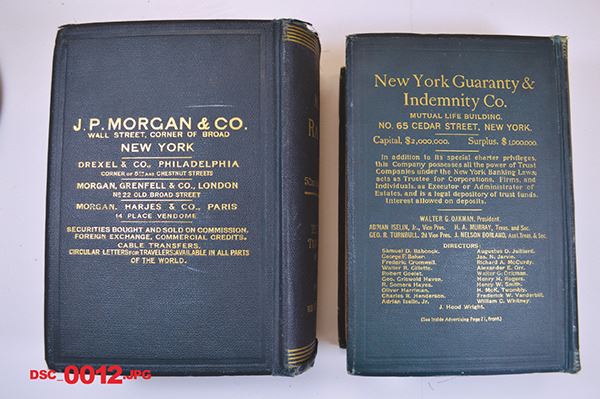 J. P. MORGAN & CO.
WALL STREET, CORNER OF BROAD
NEW YORK
DREXEL & CO., PHILADELPHIA
CORNER OF 5TH AND CHESTNUT STREETS
MORGAN, GRENFELL & CO., LONDON
No. 22 OLD BROAD STREET
MORGAN, HARJES & CO., PARIS
14 PLACE VENDOME
SECURITIES BOUGHT AND SOLD ON COMMISSION.
FOREIGN EXCHANGE, COMMERCIAL CREDITS.
CABLE TRANSFERS.
CIRCULAR LETTERS FOR TRAVELERS AVAILABLE IN ALL PARTS
OF THE WORLD.
New York Guaranty &
Indemnity Co.
MUTUAL LIFE BUILDING.
NO. 65 CEDAR STREET, NEW YORK.
Capital, $2,000,000. Surplus, $1,000,000.
In addition to its special charter privileges,
this Company possesses all the power of Trust
Companies under the New York Banking Laws;
acts as Trustee for Corporations, Firms, and
Individuals, as Executor or Administrator of
Estates, and is a legal depository of trust funds.
Interest allowed on deposits.
WALTER G. OAKMAN, President.
ADRIAN ISELIN, Jr., Vice Pres. H. A. MURRAY, Treas. and Sec.
GEO. R. TURNBULL, 2d Vice Pres. J. NELSON BORLAND, Asst. Treas. & Sec.
DIRECTORS:
Samuel D. Babcock, Augustus D. Juilliard,
George F. Baker, Jas. N. Jarvie,
Frederic Cromwell, Richard A. McCurdy,
Walter R. Gillette, Alexander E. Orr,
Robert Goelet, Walter G. Oakman,
Geo. Griswold Haven, Henry H. Rogers,
R. Somers Hayes, Henry W. Smith,
Oliver Harriman, H. McK. Twombly,
Charles R. Henderson, Frederick W. Vanderbilt,
Adrian Iselin, Jr. William C. Whitney,
J. Hood Wright.
(See Inside Advertising Page 21, front.)
DSC_0012.JPG